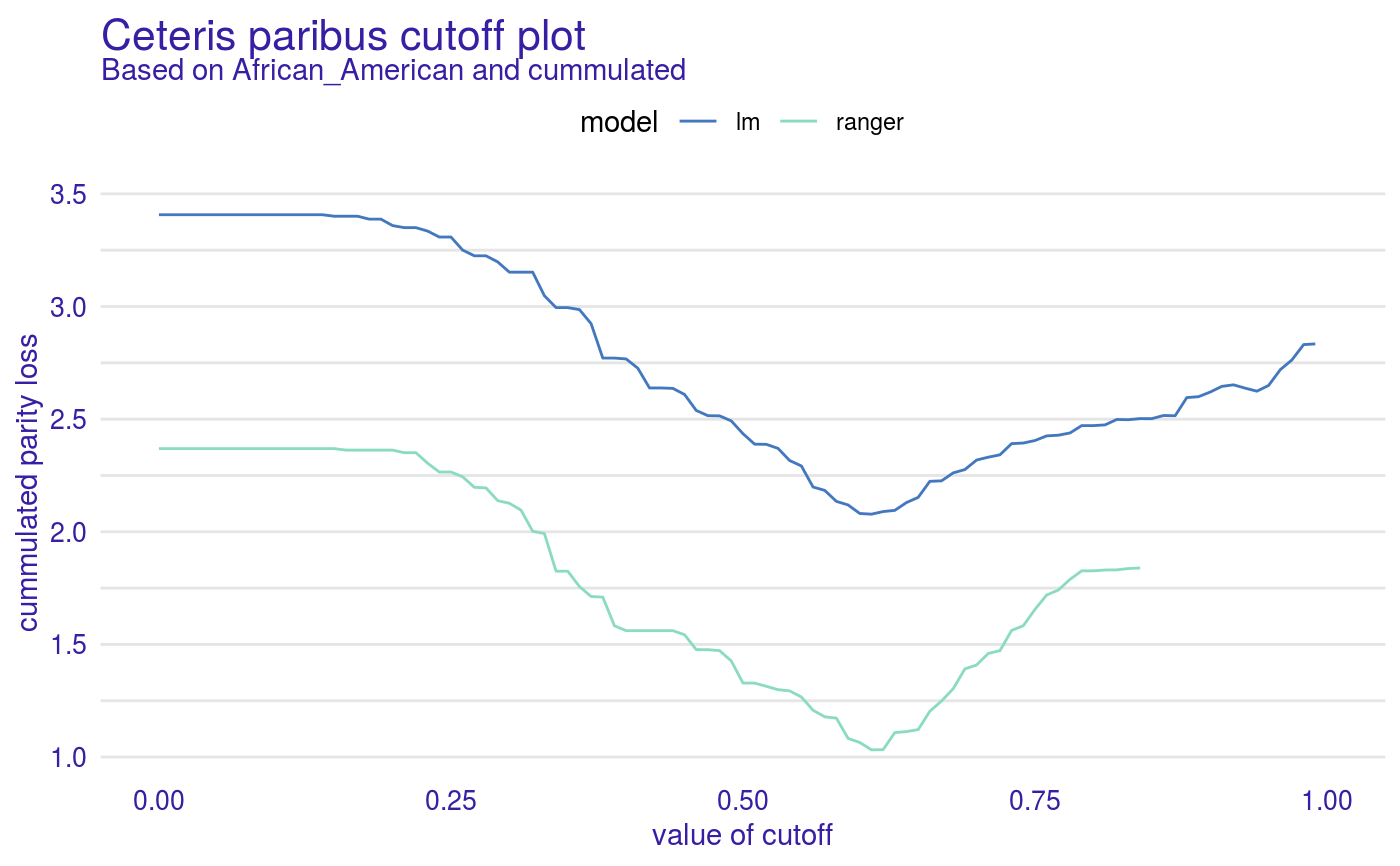 Ceteris paribus cutoff plot
Based on African_American and cummulated
model lm ranger
3.5
3.0
2.5
2.0
1.5
1.0
cummulated parity loss
0.00 0.25 0.50 0.75 1.00
value of cutoff